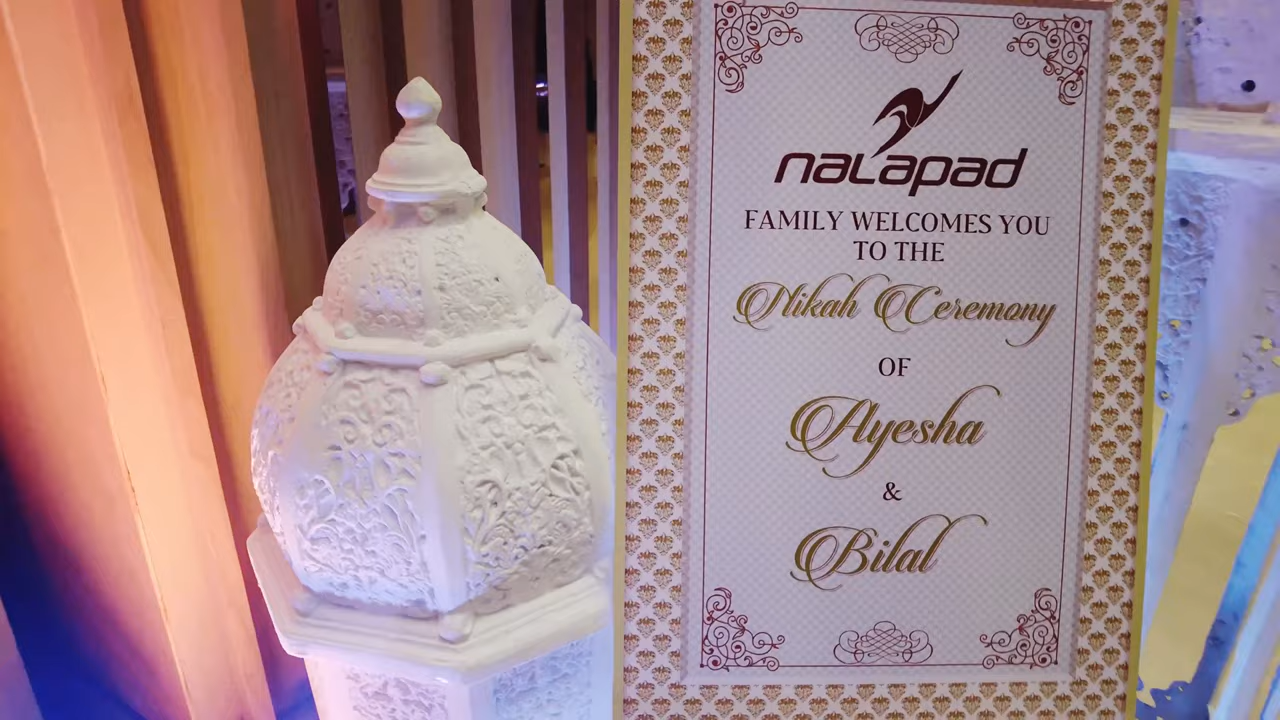 nalapad
FAMILY WELCOMES YOU
TO THE
Nikah Ceremony
OF
Ayesha
&
Bilal